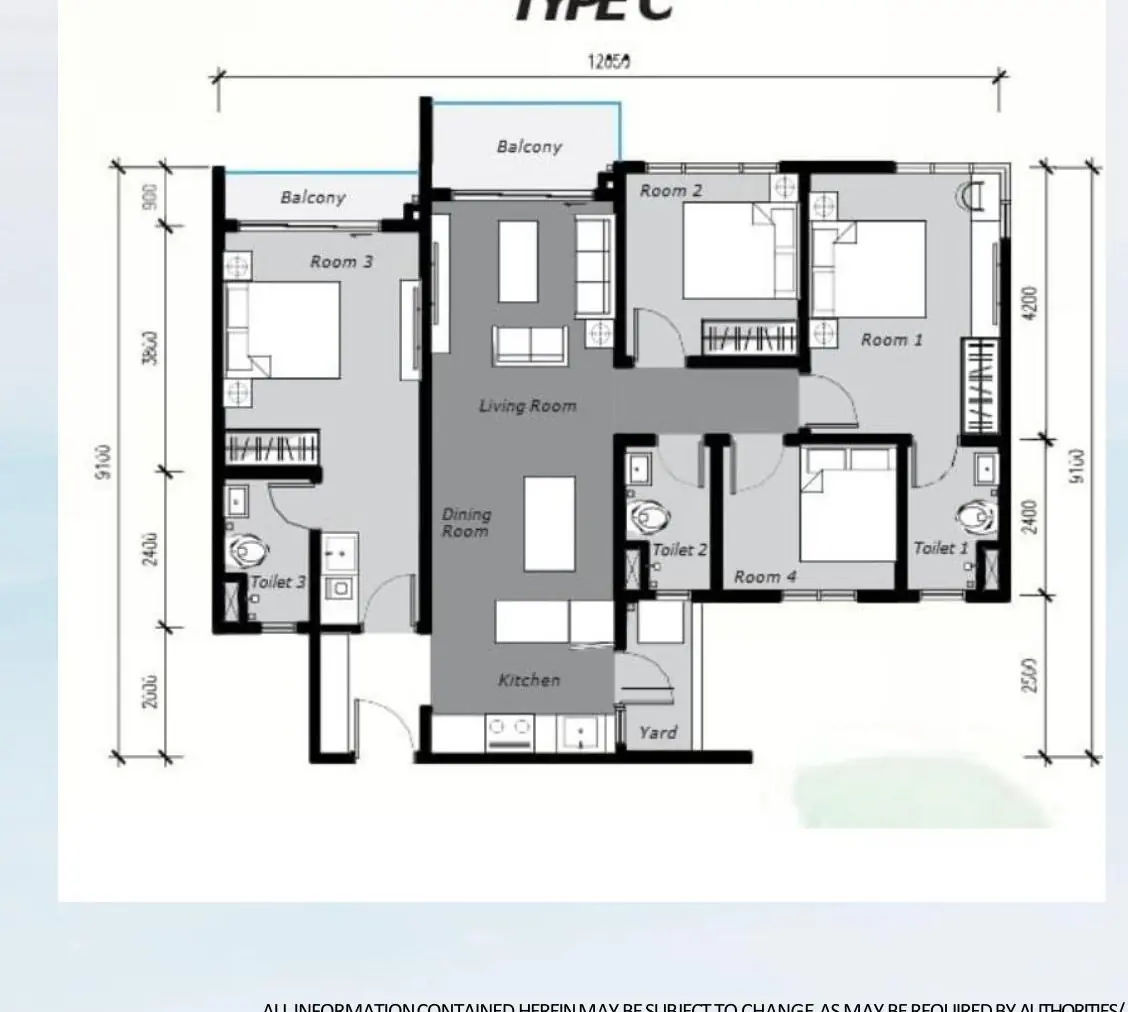 TYPE C
12050
Balcony
Balcony
Room 2
900
Room 3
4200
3800
Room 1
Living Room
9100
9100
Dining
Room
2400
2400
Toilet 2
Toilet 1
Room 4
Toilet 3
Kitchen
2500
2000
Yard
ALL INFORMATION CONTAINED HEREIN MAY BE SUBJECT TO CHANGE AS MAY BE REQUIRED BY AUTHORITIES/